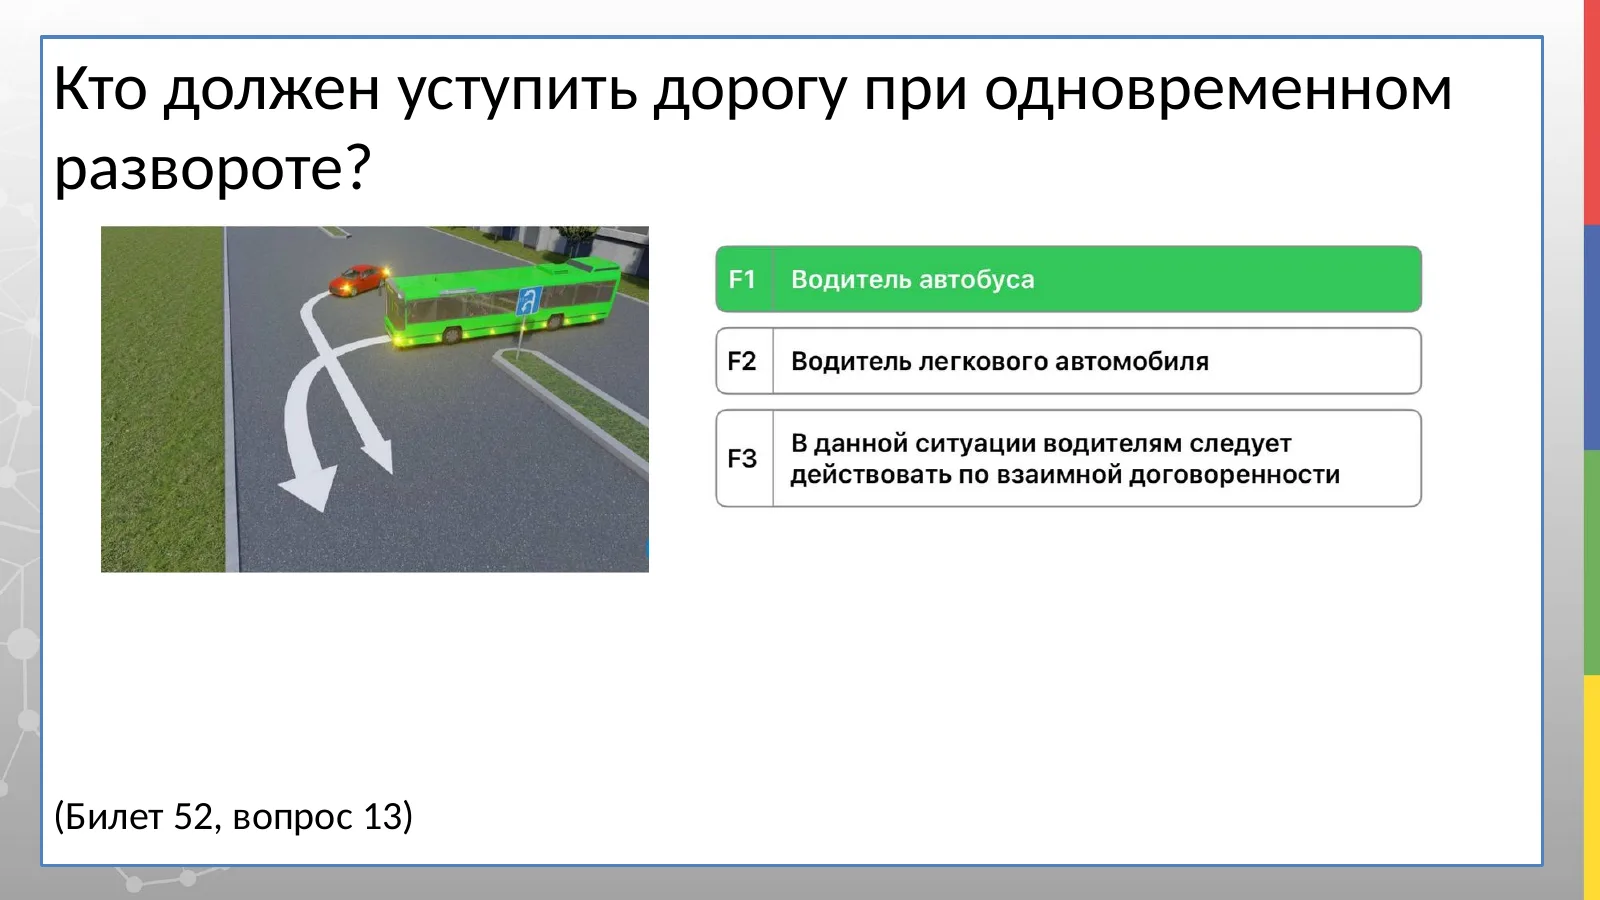 Кто должен уступить дорогу при одновременном
развороте?
F1 Водитель автобуса
F2 Водитель легкового автомобиля
F3 В данной ситуации водителям следует
действовать по взаимной договоренности
(Билет 52, вопрос 13)